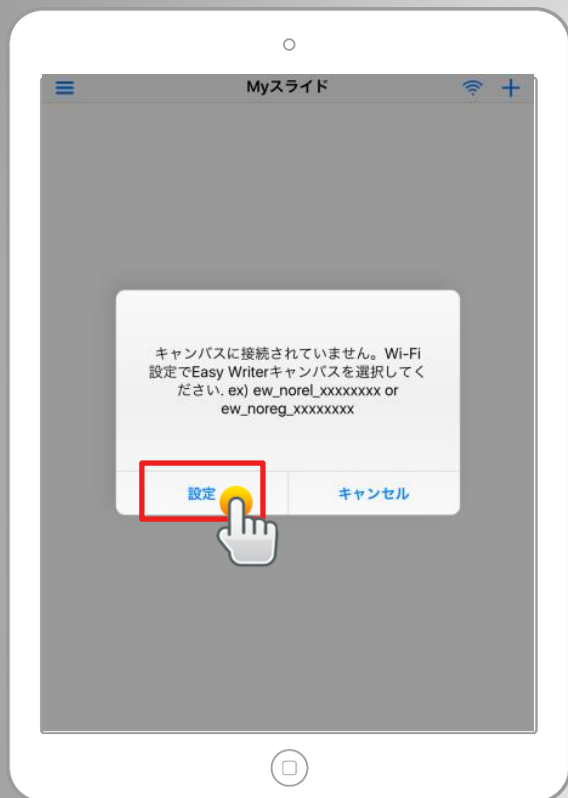 Myスライド
キャンバスに接続されていません。Wi-Fi
設定でEasy Writerキャンバスを選択してく
ださい. ex) ew_norel_xxxxxxxx or
ew_noreg_xxxxxxxx
設定 キャンセル